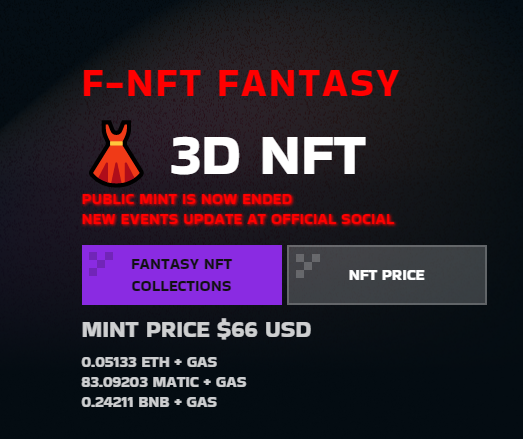 F-NFT FANTASY
3D NFT
PUBLIC MINT IS NOW ENDED
NEW EVENTS UPDATE AT OFFICIAL SOCIAL
FANTASY NFT
COLLECTIONS
NFT PRICE
MINT PRICE $66 USD
0.05133 ETH + GAS
83.09203 MATIC + GAS
0.24211 BNB + GAS